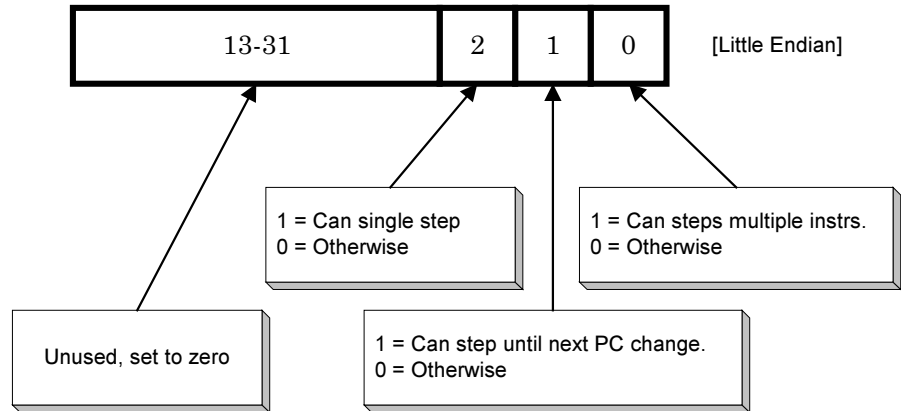 13-31 2 1 0 [Little Endian]
1 = Can single step
0 = Otherwise
1 = Can steps multiple instrs.
0 = Otherwise
Unused, set to zero
1 = Can step until next PC change.
0 = Otherwise